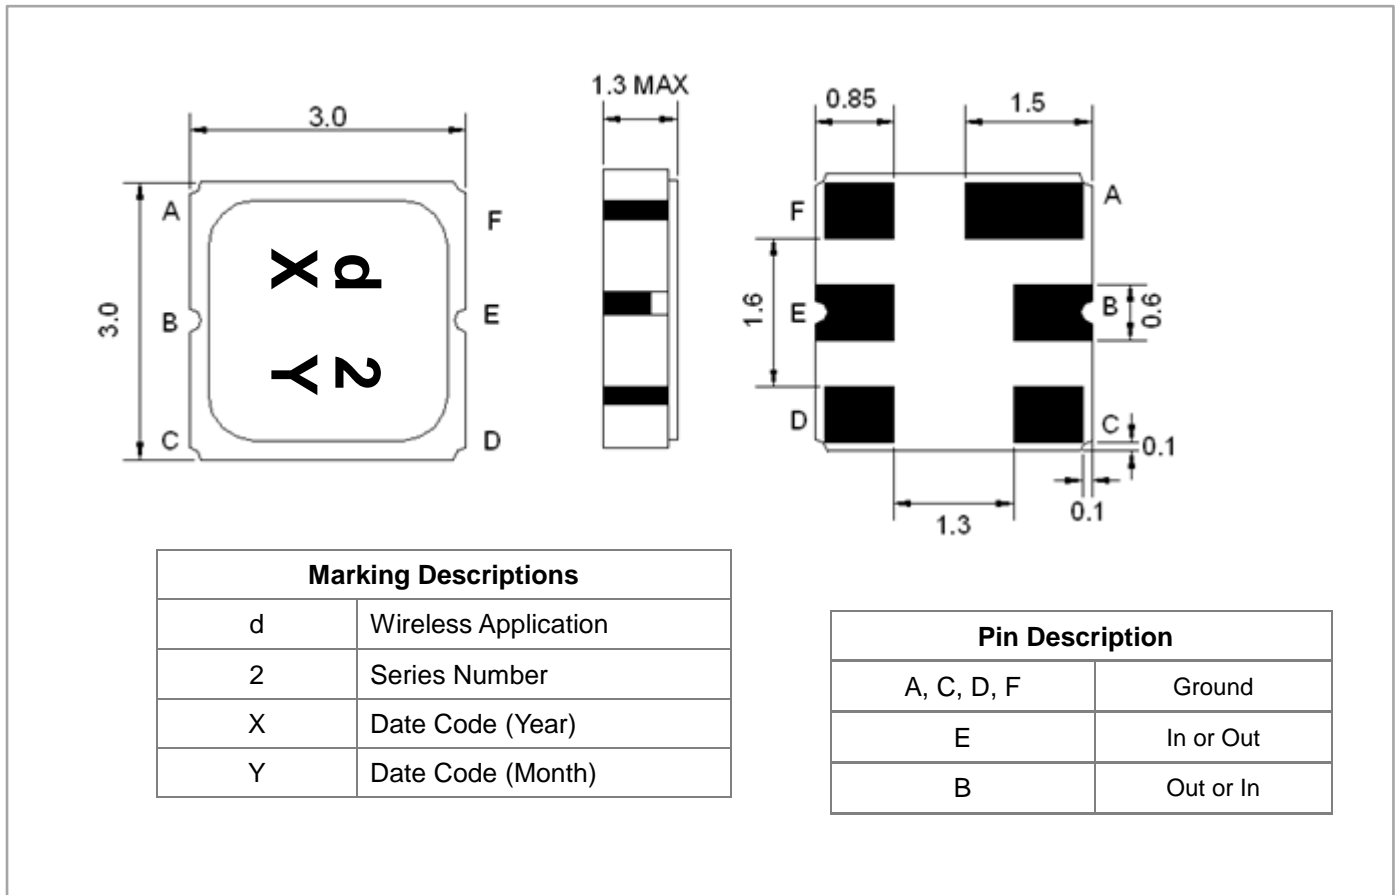 3.0
3.0
A
B
C
F
E
D
X d
Y 2
1.3 MAX
0.85
1.5
F
A
E
B
D
C
1.6
0.6
0.1
0.1
1.3
Marking Descriptions
d Wireless Application
2 Series Number
X Date Code (Year)
Y Date Code (Month)
Pin Description
A, C, D, F Ground
E In or Out
B Out or In